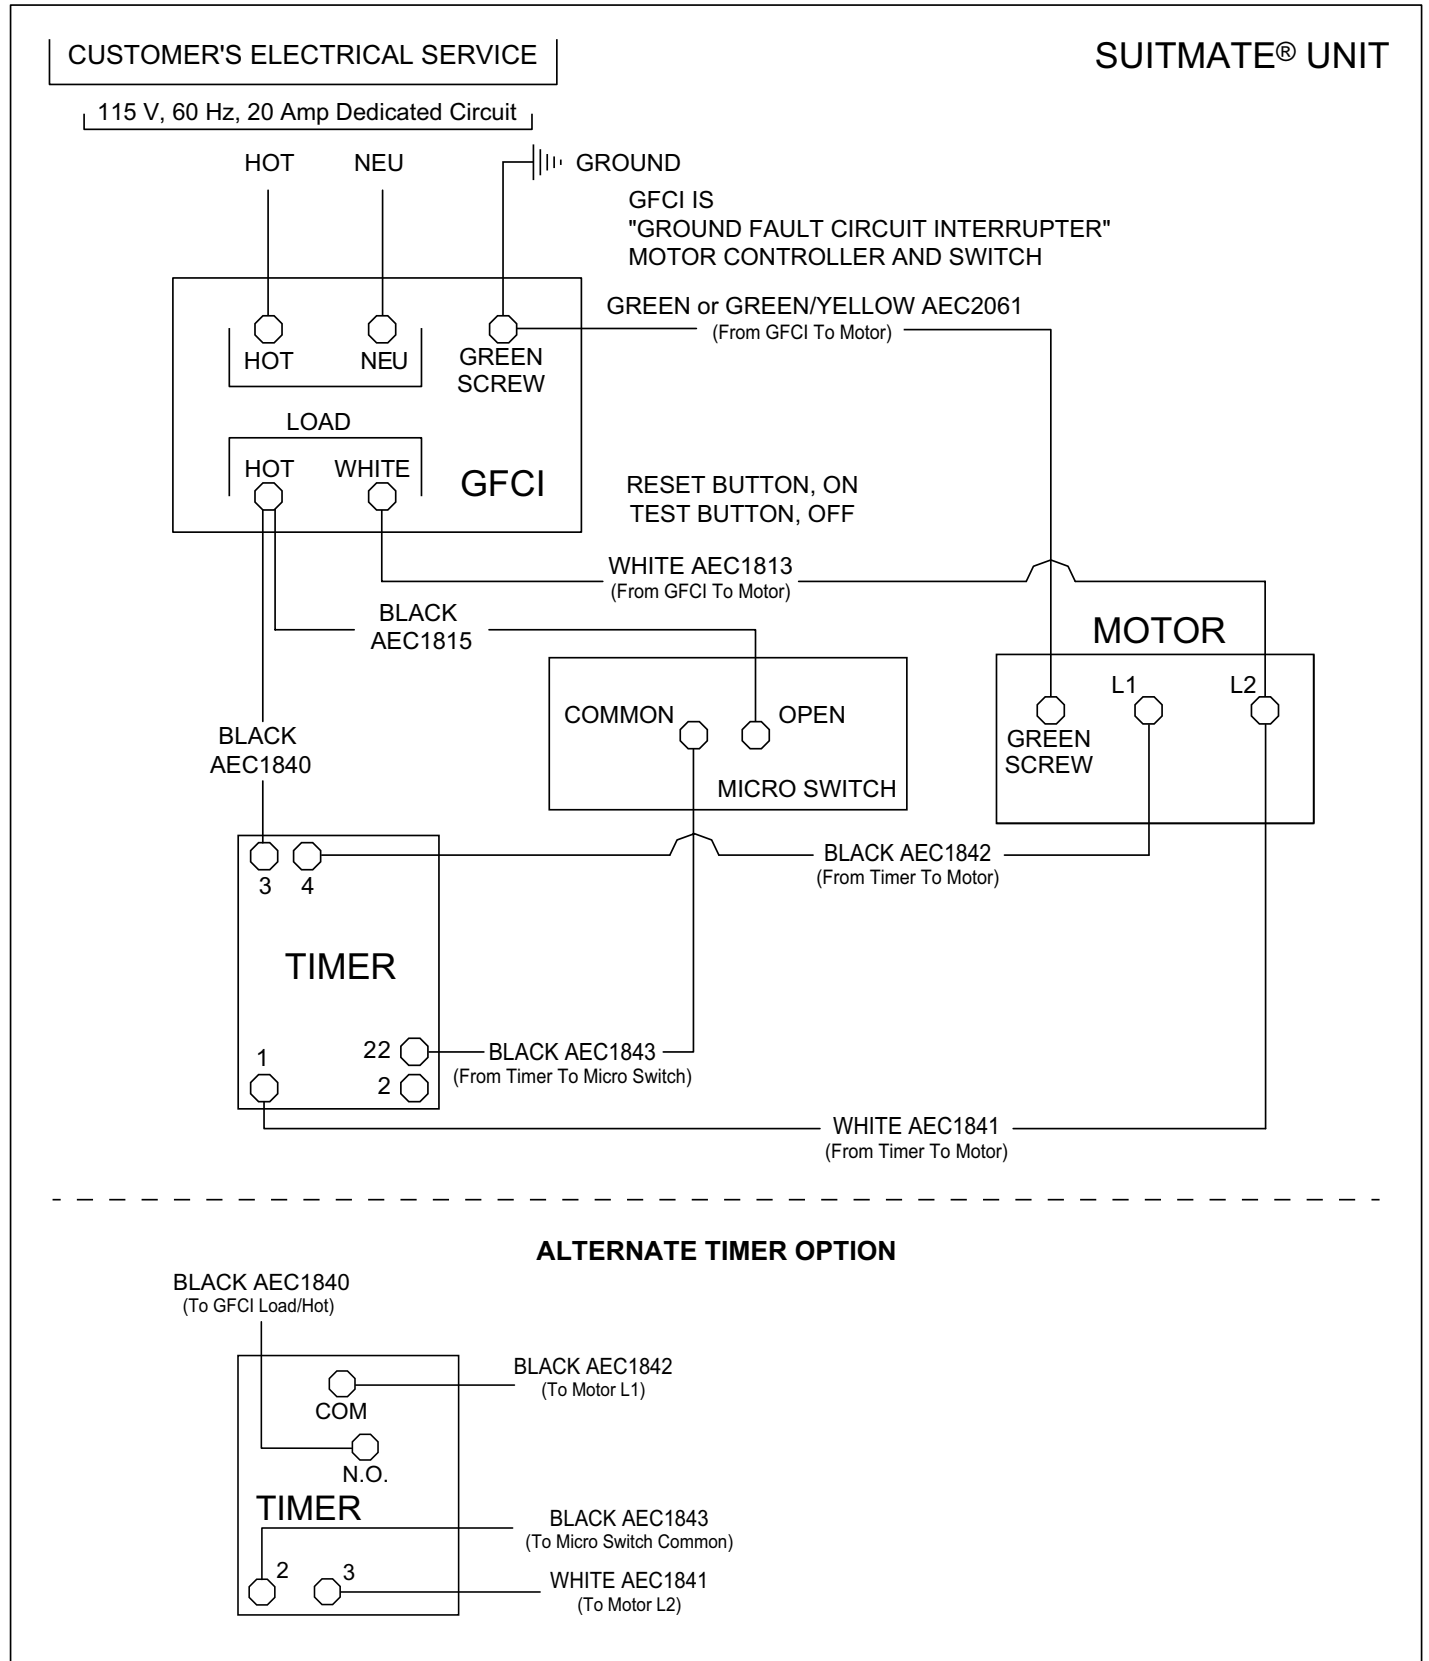 CUSTOMER'S ELECTRICAL SERVICE
SUITMATE® UNIT
115 V, 60 Hz, 20 Amp Dedicated Circuit
HOT
NEU
GROUND
GFCI IS
"GROUND FAULT CIRCUIT INTERRUPTER"
MOTOR CONTROLLER AND SWITCH
GREEN or GREEN/YELLOW AEC2061
(From GFCI To Motor)
HOT
NEU
GREEN
SCREW
LOAD
HOT
WHITE
GFCI
RESET BUTTON, ON
TEST BUTTON, OFF
WHITE AEC1813
(From GFCI To Motor)
BLACK
AEC1815
MOTOR
COMMON
OPEN
MICRO SWITCH
L1
L2
GREEN
SCREW
BLACK
AEC1840
3
4
BLACK AEC1842
(From Timer To Motor)
TIMER
1
22
2
BLACK AEC1843
(From Timer To Micro Switch)
WHITE AEC1841
(From Timer To Motor)
ALTERNATE TIMER OPTION
BLACK AEC1840
(To GFCI Load/Hot)
COM
BLACK AEC1842
(To Motor L1)
N.O.
TIMER
BLACK AEC1843
(To Micro Switch Common)
2
3
WHITE AEC1841
(To Motor L2)